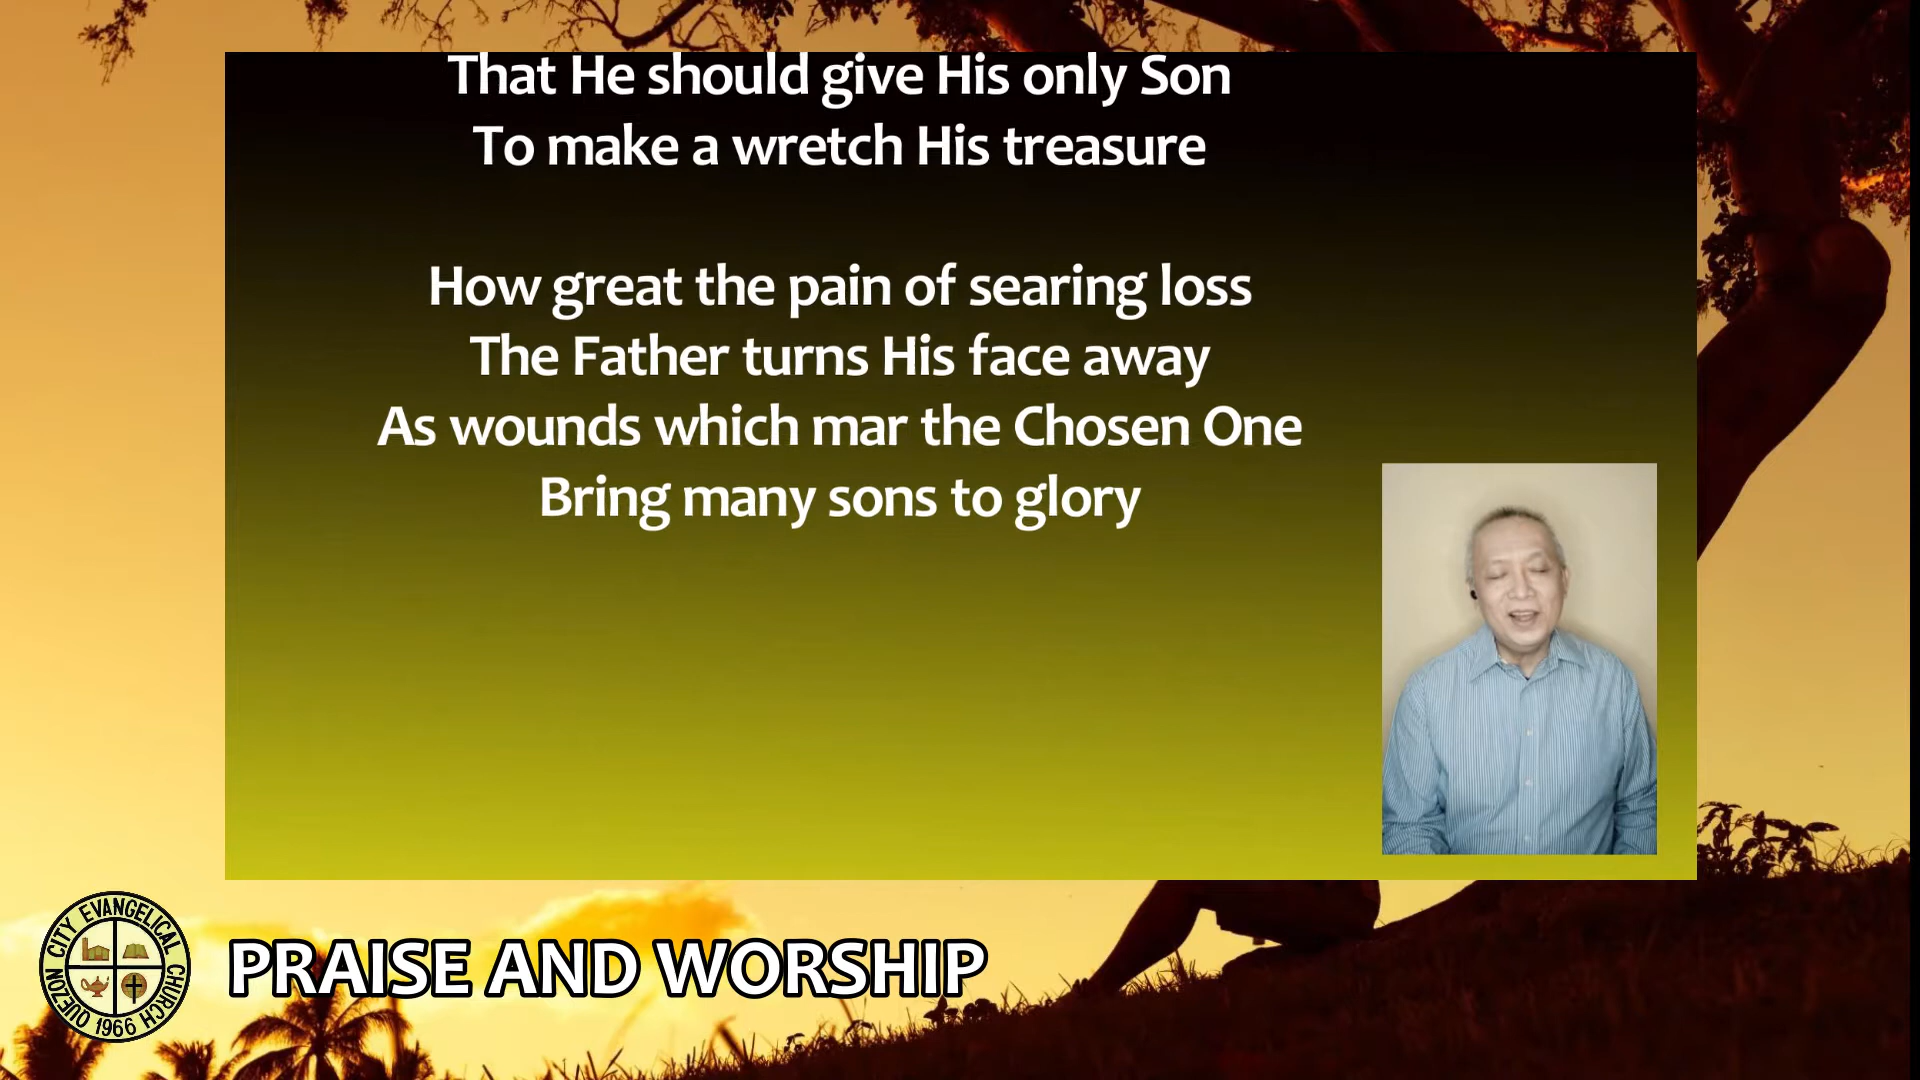 That He should give His only Son
To make a wretch His treasure
How great the pain of searing loss
The Father turns His face away
As wounds which mar the Chosen One
Bring many sons to glory
QUEZON CITY EVANGELICAL CHURCH
1966
PRAISE AND WORSHIP